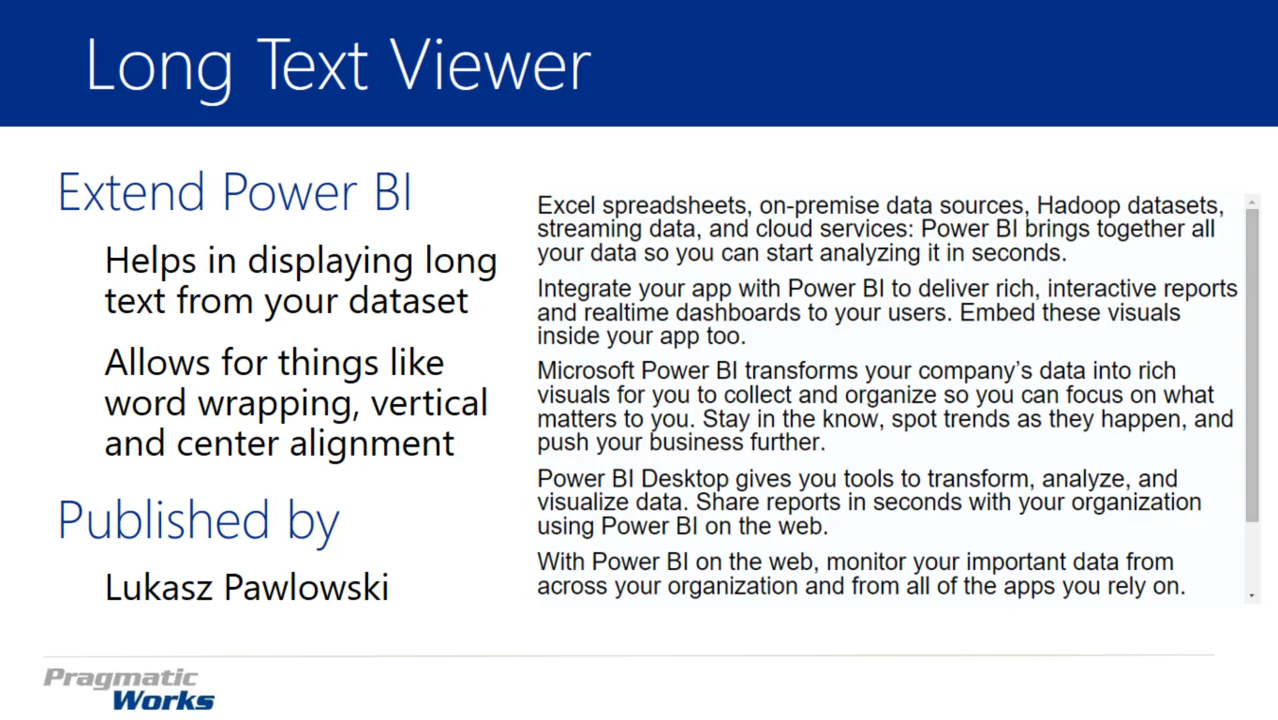 Long Text Viewer
Extend Power BI
Helps in displaying long
text from your dataset
Allows for things like
word wrapping, vertical
and center alignment
Published by
Lukasz Pawlowski
Excel spreadsheets, on-premise data sources, Hadoop datasets,
streaming data, and cloud services: Power BI brings together all
your data so you can start analyzing it in seconds.
Integrate your app with Power BI to deliver rich, interactive reports
and realtime dashboards to your users. Embed these visuals
inside your app too.
Microsoft Power BI transforms your company’s data into rich
visuals for you to collect and organize so you can focus on what
matters to you. Stay in the know, spot trends as they happen, and
push your business further.
Power BI Desktop gives you tools to transform, analyze, and
visualize data. Share reports in seconds with your organization
using Power BI on the web.
With Power BI on the web, monitor your important data from
across your organization and from all of the apps you rely on.
Pragmatic
Works